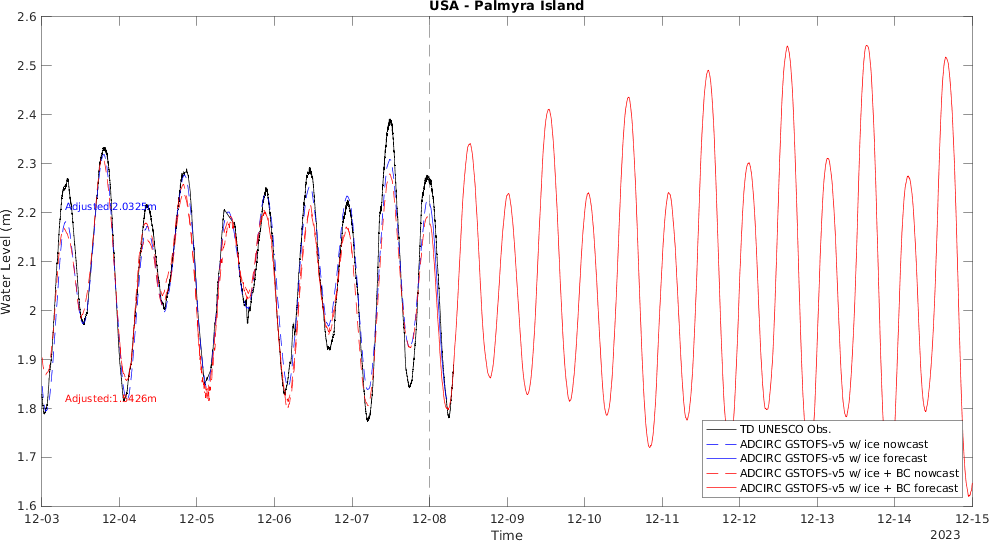 USA - Palmyra Island
2.6
2.5
2.4
2.3
2.2
2.1
2
1.9
1.8
1.7
1.6
Water Level (m)
Adjusted:2.0325m
TD UNESCO Obs.
ADCIRC GSTOFS-v5 w/ ice nowcast
ADCIRC GSTOFS-v5 w/ ice forecast
ADCIRC GSTOFS-v5 w/ ice + BC nowcast
ADCIRC GSTOFS-v5 w/ ice + BC forecast
12-03
12-04
12-05
12-06
12-07
12-08
12-09
12-10
12-11
12-12
12-13
12-14
12-15
Time
2023